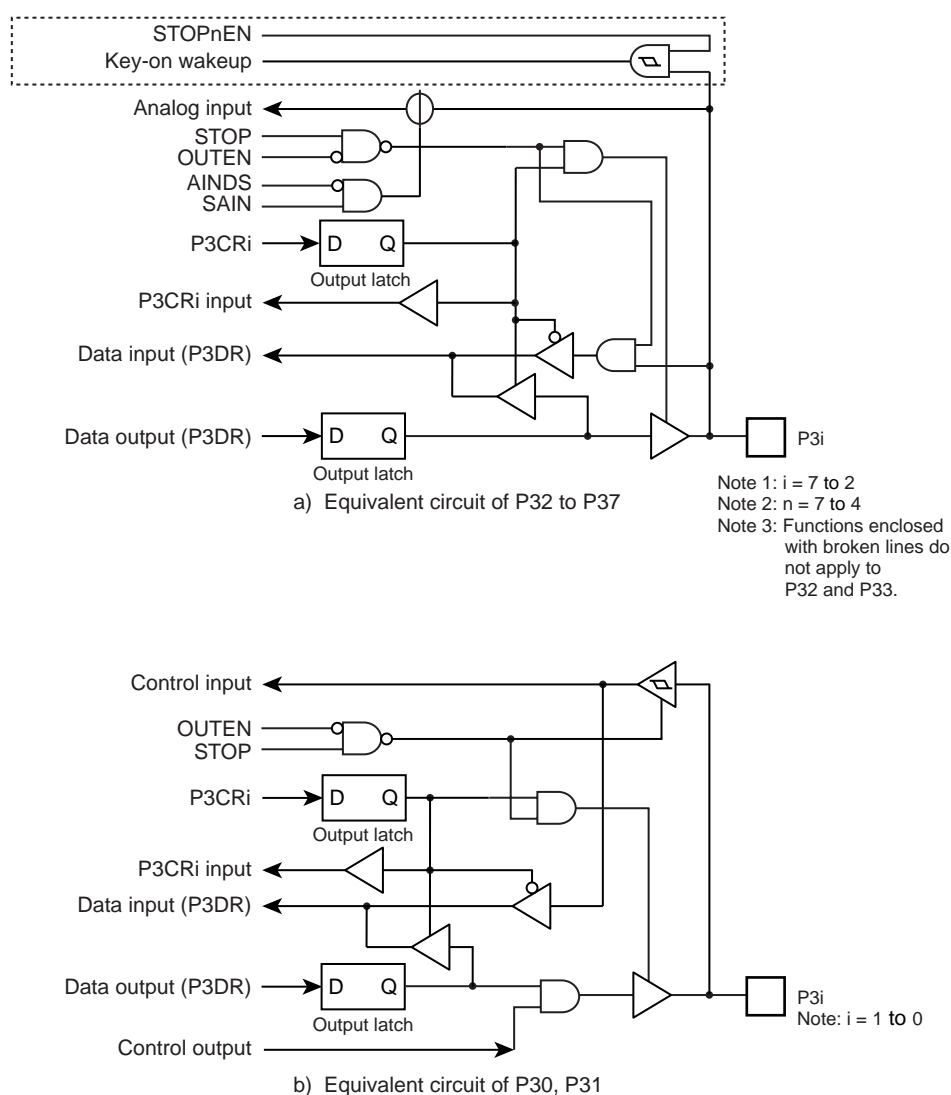 STOPnEN
Key-on wakeup
Analog input
STOP
OUTEN
AINDS
SAIN
P3CRi
D Q
Output latch
P3CRi input
Data input (P3DR)
Data output (P3DR)
D Q
Output latch
P3i
a) Equivalent circuit of P32 to P37
Note 1: i = 7 to 2
Note 2: n = 7 to 4
Note 3: Functions enclosed
with broken lines do
not apply to
P32 and P33.
Control input
OUTEN
STOP
P3CRi
D Q
Output latch
P3CRi input
Data input (P3DR)
Data output (P3DR)
D Q
Output latch
Control output
P3i
Note: i = 1 to 0
b) Equivalent circuit of P30, P31